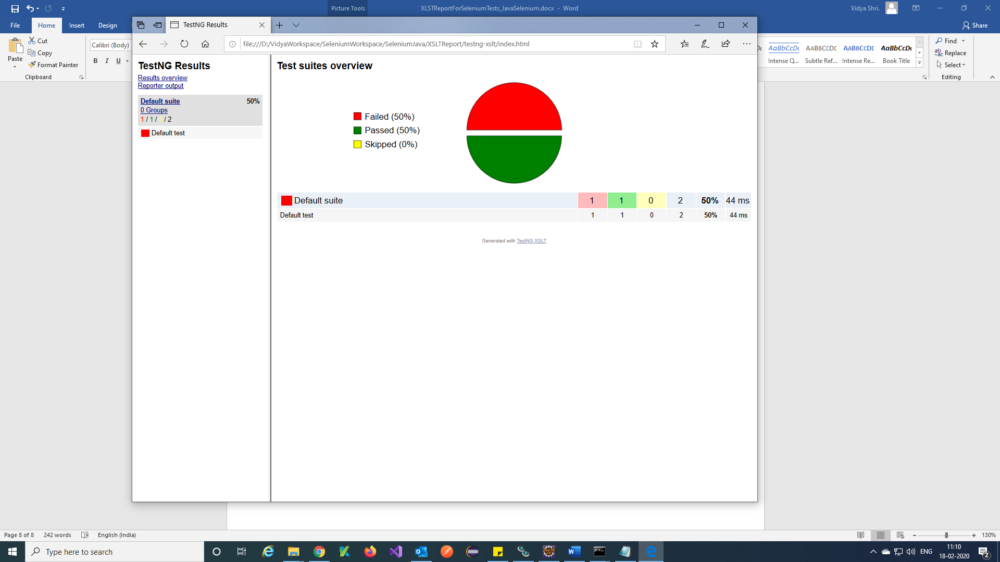 Picture Tools
XLSTReportForSeleniumTests_JavaSelenium.docx - Word
Vidya Shri.
File
Home
Insert
Design
Share
TestNG Results
Paste
Cut
Copy
Format Painter
Clipboard
Calibri (Body)
B I U
file:///D:/VidyaWorkspace/SeleniumWorkspace/SeleniumJava/XSLTReport/testng-xslt/index.html
AaBbCcDc AABBCCDD AABBCCDD AaBbCcDd
Intense Q... Subtle Ref... Intense Re... Book Title
Find
Replace
Select
Editing
TestNG Results
Results overview
Reporter output
Default suite 50%
0 Groups
1 / 1 / 0 / 2
Default test
Test suites overview
Failed (50%)
Passed (50%)
Skipped (0%)
Default suite 1 1 0 2 50% 44 ms
Default test 1 1 0 2 50% 44 ms
Generated with TestNG XSLT
Page 8 of 8 242 words English (India)
130%
Type here to search
ENG
11:10
18-02-2020
2